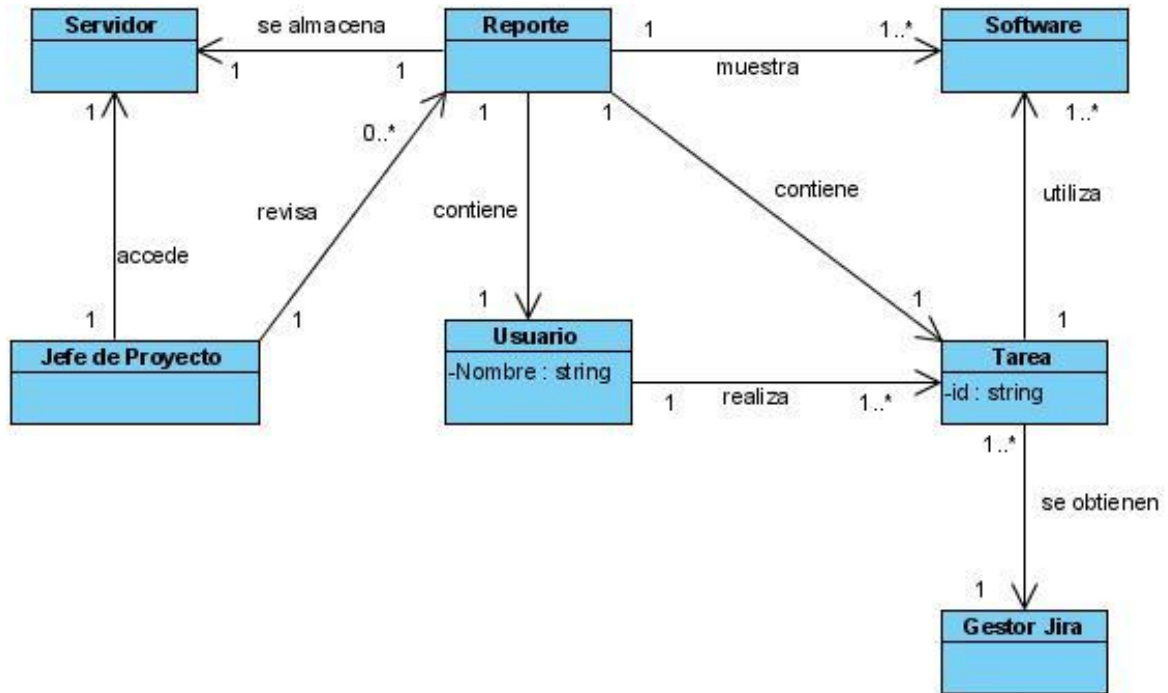 Servidor
se almacena
1
1
Reporte
1
1..*
muestra
Software
1
0..*
1
1
1..*
revisa
contiene
contiene
utiliza
accede
1
1
1
1
1
Jefe de Proyecto
Usuario
-Nombre : string
1
realiza
1..*
Tarea
-id : string
1..*
se obtienen
1
Gestor Jira